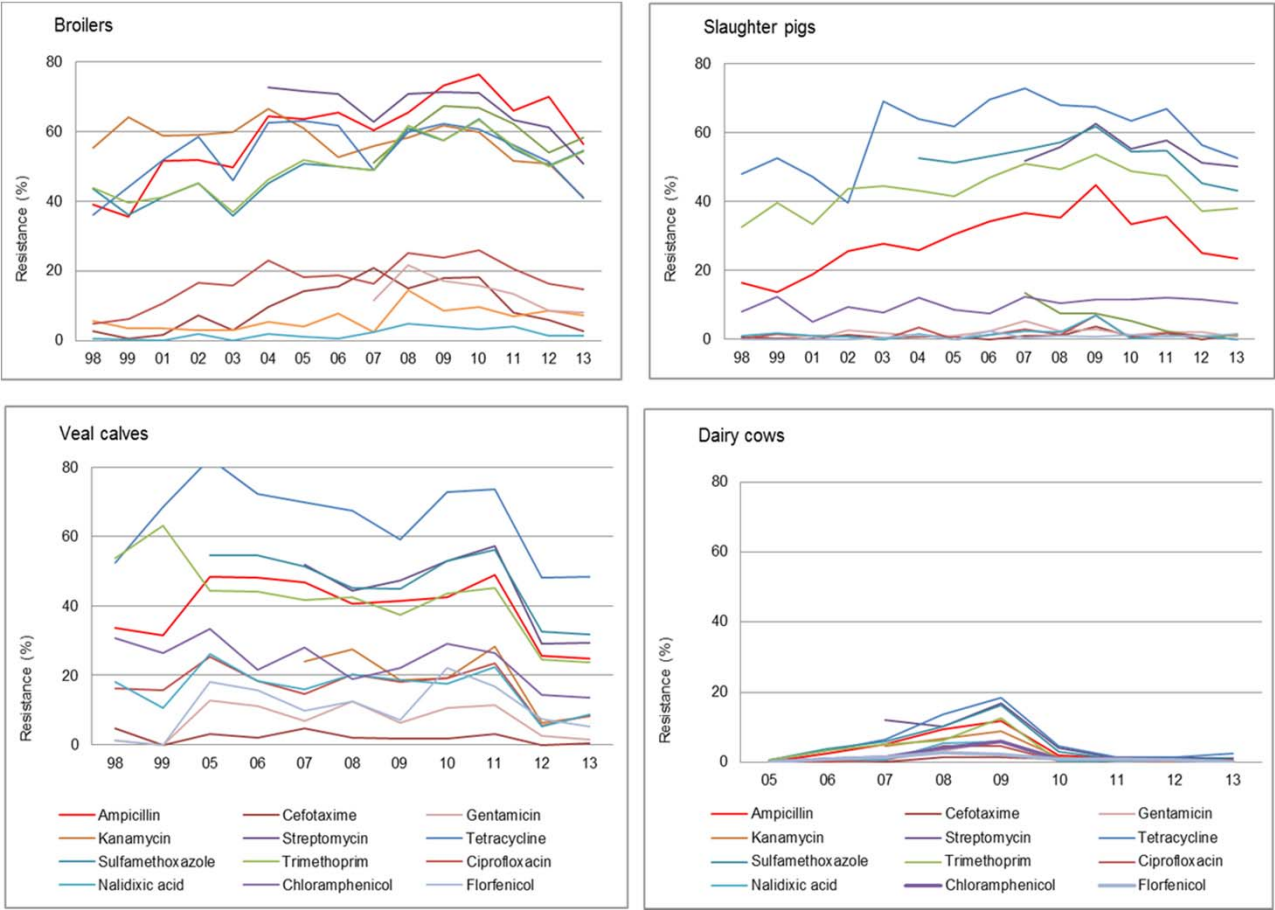 Broilers
80
60
40
20
0
Resistance (%)
98 99 01 02 03 04 05 06 07 08 09 10 11 12 13
Slaughter pigs
80
60
40
20
0
Resistance (%)
98 99 01 02 03 04 05 06 07 08 09 10 11 12 13
Veal calves
80
60
40
20
0
Resistance (%)
98 99 05 06 07 08 09 10 11 12 13
Ampicillin Cefotaxime Gentamicin
Kanamycin Streptomycin Tetracycline
Sulfamethoxazole Trimethoprim Ciprofloxacin
Nalidixic acid Chloramphenicol Florfenicol
Dairy cows
80
60
40
20
0
Resistance (%)
05 06 07 08 09 10 11 12 13
Ampicillin Cefotaxime Gentamicin
Kanamycin Streptomycin Tetracycline
Sulfamethoxazole Trimethoprim Ciprofloxacin
Nalidixic acid Chloramphenicol Florfenicol